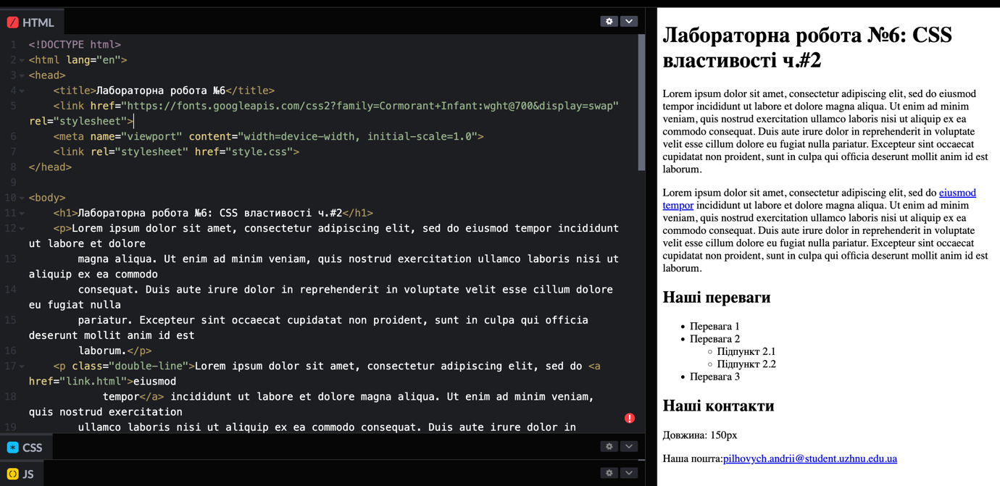 HTML
1 <!DOCTYPE html>
2 <html lang="en">
3 <head>
4 <title>Лабораторна робота №6</title>
5 <link href="https://fonts.googleapis.com/css2?family=Cormorant+Infant:wght@700&display=swap"
rel="stylesheet">
6 <meta name="viewport" content="width=device-width, initial-scale=1.0">
7 <link rel="stylesheet" href="style.css">
8 </head>
9
10 <body>
11 <h1>Лабораторна робота №6: CSS властивості ч.#2</h1>
12 <p>Lorem ipsum dolor sit amet, consectetur adipiscing elit, sed do eiusmod tempor incididunt
ut labore et dolore
13 magna aliqua. Ut enim ad minim veniam, quis nostrud exercitation ullamco laboris nisi ut
aliquip ex ea commodo
14 consequat. Duis aute irure dolor in reprehenderit in voluptate velit esse cillum dolore
eu fugiat nulla
15 pariatur. Excepteur sint occaecat cupidatat non proident, sunt in culpa qui officia
deserunt mollit anim id est
16 laborum.</p>
17 <p class="double-line">Lorem ipsum dolor sit amet, consectetur adipiscing elit, sed do <a
href="link.html">eiusmod
18 tempor</a> incididunt ut labore et dolore magna aliqua. Ut enim ad minim veniam,
quis nostrud exercitation
19 ullamco laboris nisi ut aliquip ex ea commodo consequat. Duis aute irure dolor in
CSS
JS
Лабораторна робота №6: CSS
властивості ч.#2
Lorem ipsum dolor sit amet, consectetur adipiscing elit, sed do eiusmod
tempor incididunt ut labore et dolore magna aliqua. Ut enim ad minim
veniam, quis nostrud exercitation ullamco laboris nisi ut aliquip ex ea
commodo consequat. Duis aute irure dolor in reprehenderit in voluptate
velit esse cillum dolore eu fugiat nulla pariatur. Excepteur sint occaecat
cupidatat non proident, sunt in culpa qui officia deserunt mollit anim id est
laborum.
Lorem ipsum dolor sit amet, consectetur adipiscing elit, sed do eiusmod
tempor incididunt ut labore et dolore magna aliqua. Ut enim ad minim
veniam, quis nostrud exercitation ullamco laboris nisi ut aliquip ex ea
commodo consequat. Duis aute irure dolor in reprehenderit in voluptate
velit esse cillum dolore eu fugiat nulla pariatur. Excepteur sint occaecat
cupidatat non proident, sunt in culpa qui officia deserunt mollit anim id est
laborum.
Наші переваги
Перевага 1
Перевага 2
Підпункт 2.1
Підпункт 2.2
Перевага 3
Наші контакти
Довжина: 150px
Наша пошта:pilhovych.andrii@student.uzhnu.edu.ua